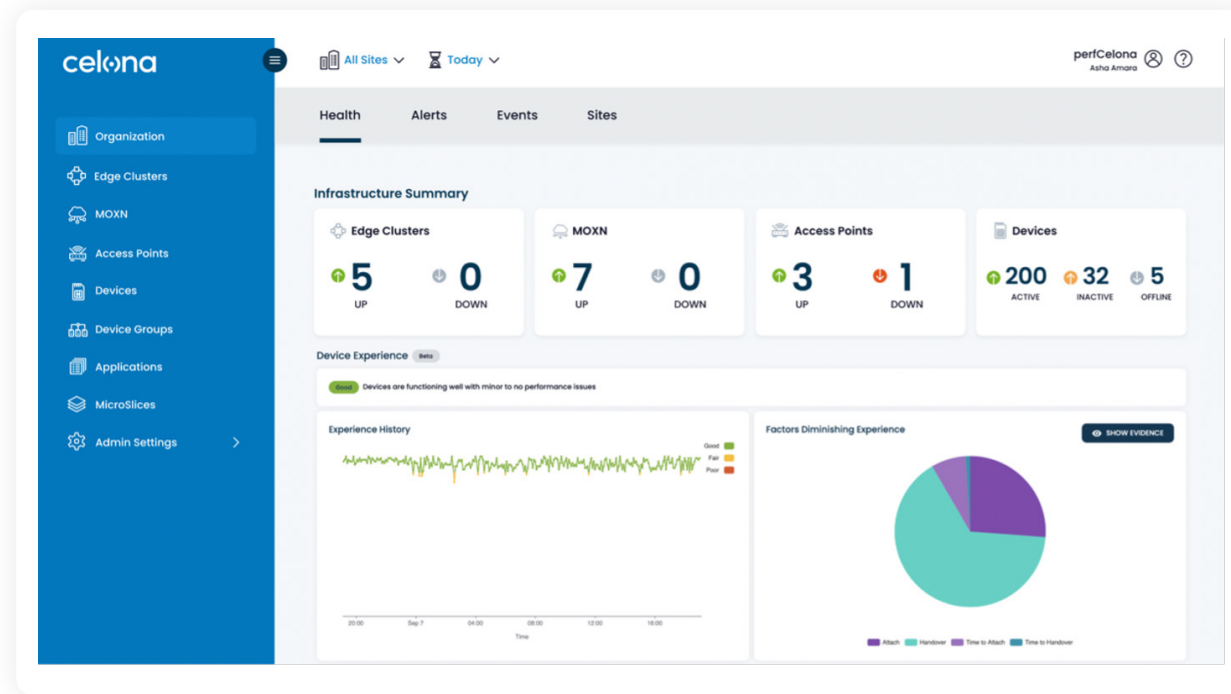 celona
All Sites
Today
perfCelona
Asha Amara
Organization
Edge Clusters
MOXN
Access Points
Devices
Device Groups
Applications
MicroSlices
Admin Settings
Health Alerts Events Sites
Infrastructure Summary
Edge Clusters
5 0
UP DOWN
MOXN
7 0
UP DOWN
Access Points
3 1
UP DOWN
Devices
200 32 5
ACTIVE INACTIVE OFFLINE
Device Experience Beta
Good Devices are functioning well with minor to no performance issues
Experience History
Good
Fair
Poor
20:00 Sep 7 04:00 08:00 12:00 16:00
Time
Factors Diminishing Experience
SHOW EVIDENCE
Attach Handover Time to Attach Time to Handover